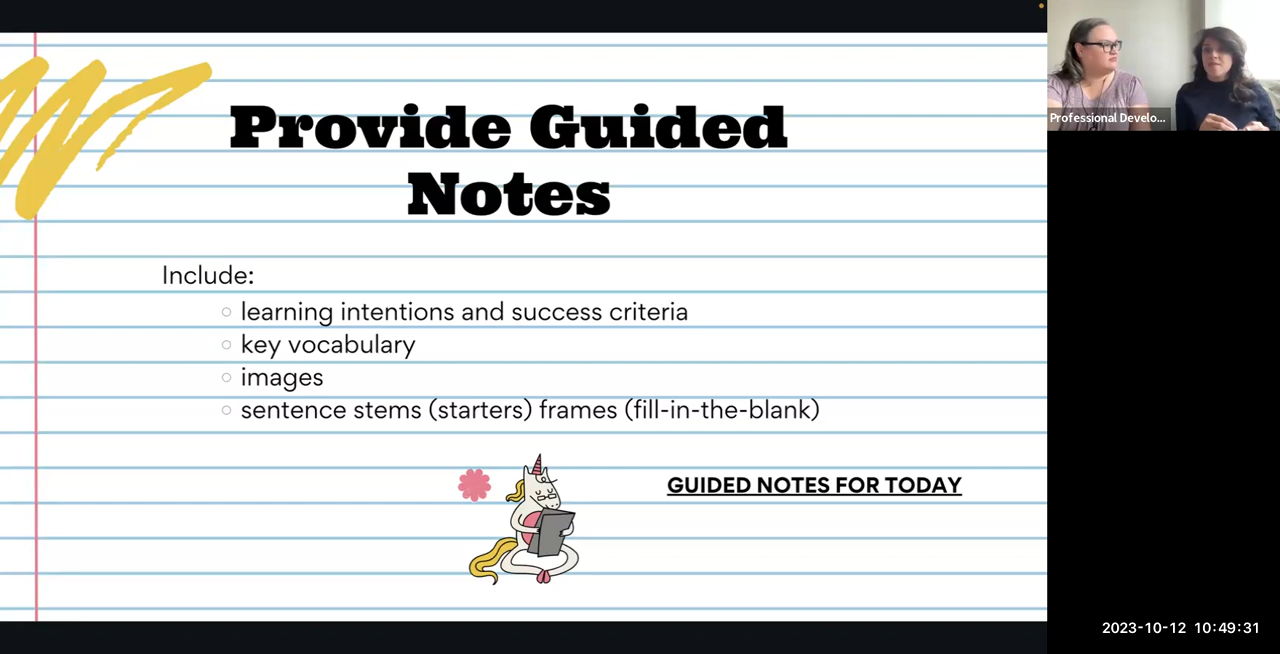 Provide Guided
Notes
Include:
learning intentions and success criteria
key vocabulary
images
sentence stems (starters) frames (fill-in-the-blank)
GUIDED NOTES FOR TODAY
Professional Develo...
2023-10-12 10:49:31